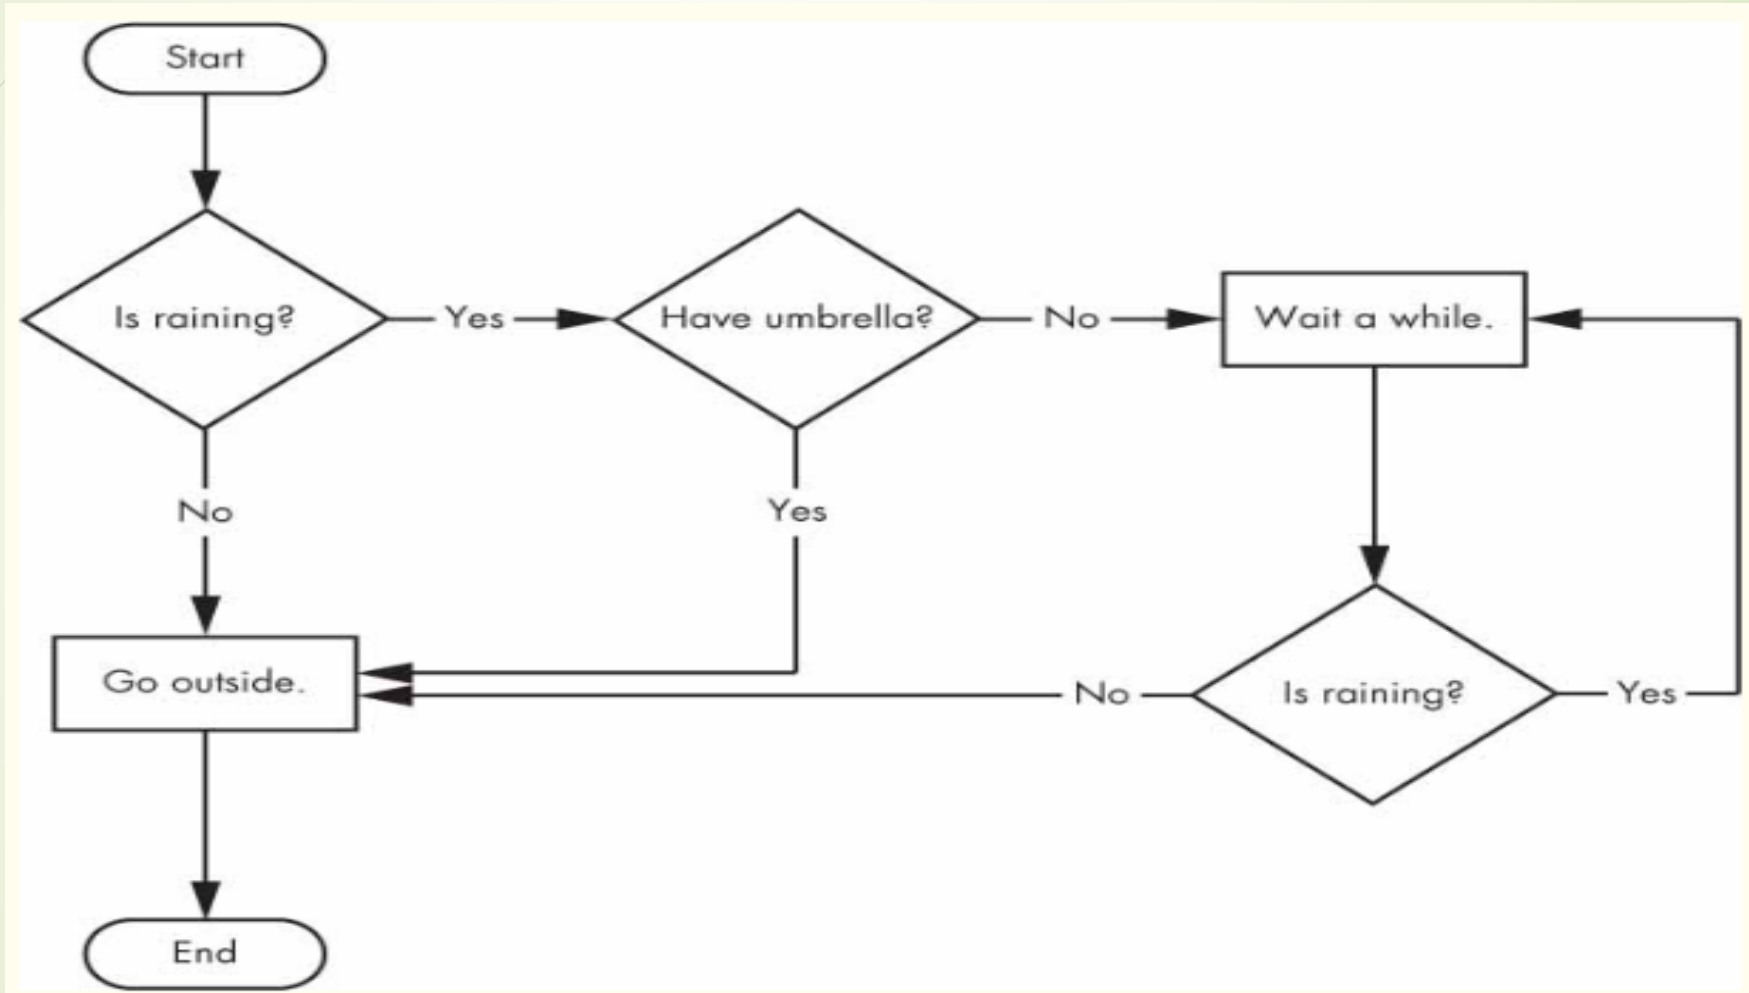 Start
Is raining?
Yes
Have umbrella?
No
Wait a while.
No
Yes
Go outside.
No
Is raining?
Yes
End